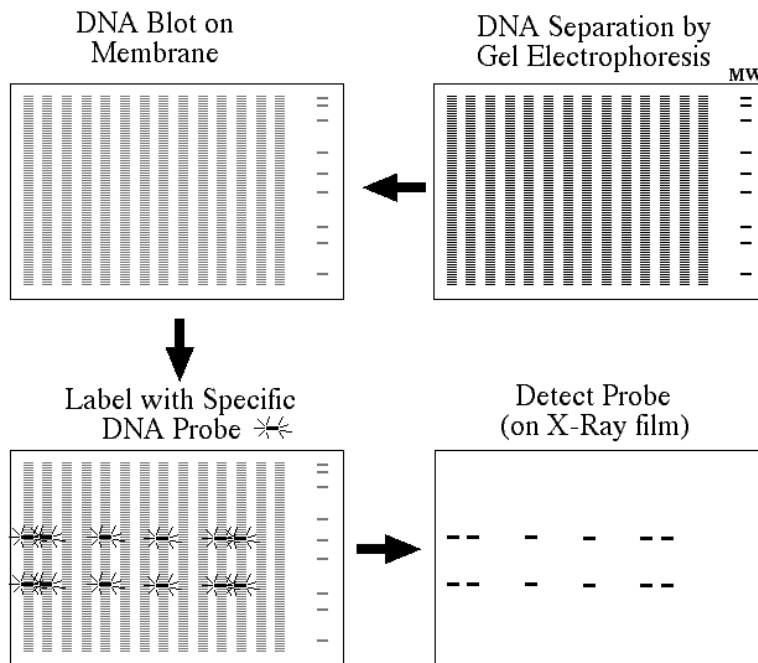 DNA Blot on
Membrane
DNA Separation by
Gel Electrophoresis
MW
Label with Specific
DNA Probe
Detect Probe
(on X-Ray film)